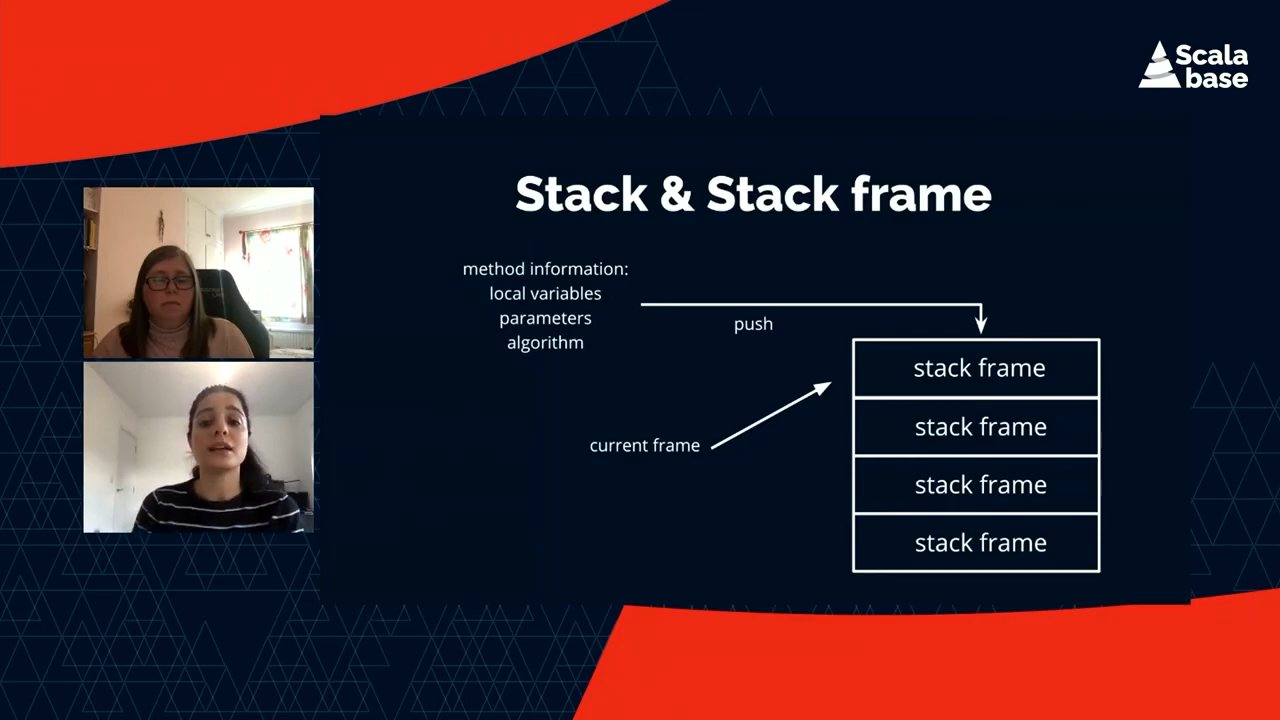 Scala
base
Stack & Stack frame
method information:
local variables
parameters
algorithm
push
stack frame
current frame
stack frame
stack frame
stack frame